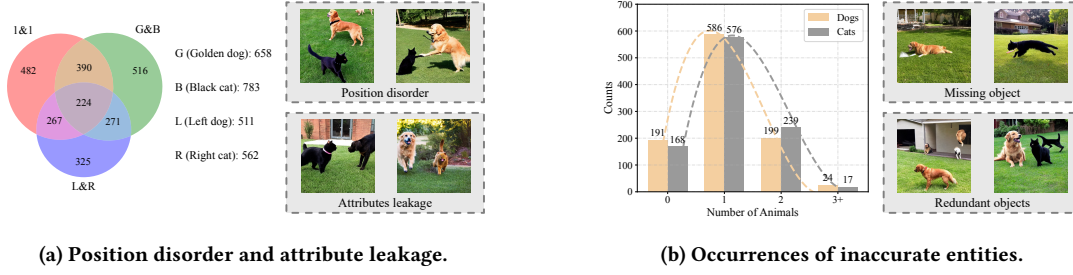 1&1
G&B
482
390
516
224
267
271
325
L&R
G (Golden dog): 658
B (Black cat): 783
L (Left dog): 511
R (Right cat): 562
Position disorder
Attributes leakage
(a) Position disorder and attribute leakage.
700
600
500
400
300
200
100
0
Counts
586
576
191
168
199
239
24
17
Dogs
Cats
0
1
2
3+
Number of Animals
Missing object
Redundant objects
(b) Occurrences of inaccurate entities.